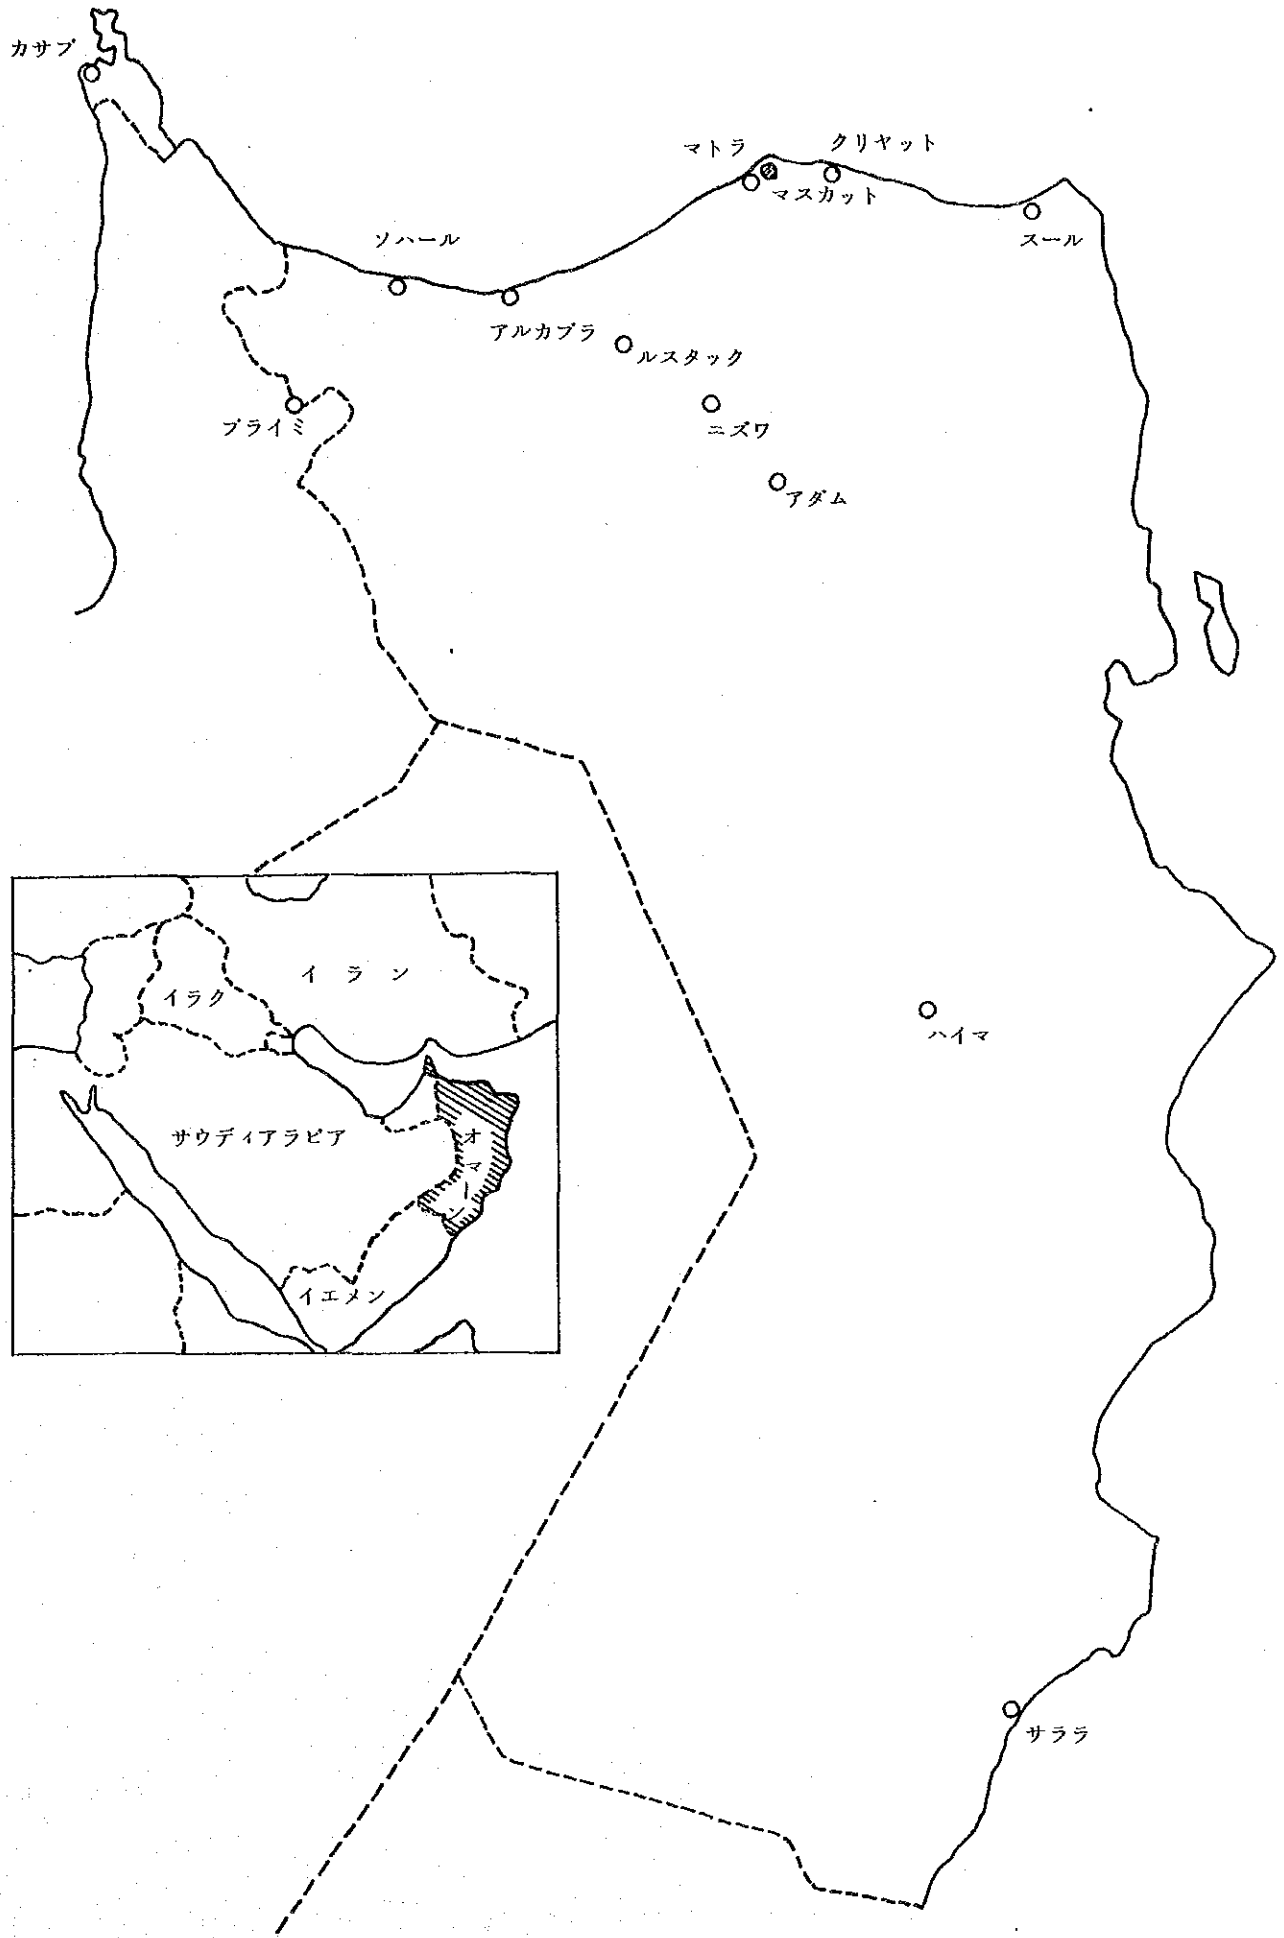 カサブ
マトラ
クリヤット
マスカット
ソハール
スール
アルカブラ
ルスタック
ブライミ
ニズワ
アダム
イラン
イラク
ハイマ
サウディアラビア
オマーン
イエメン
サララ